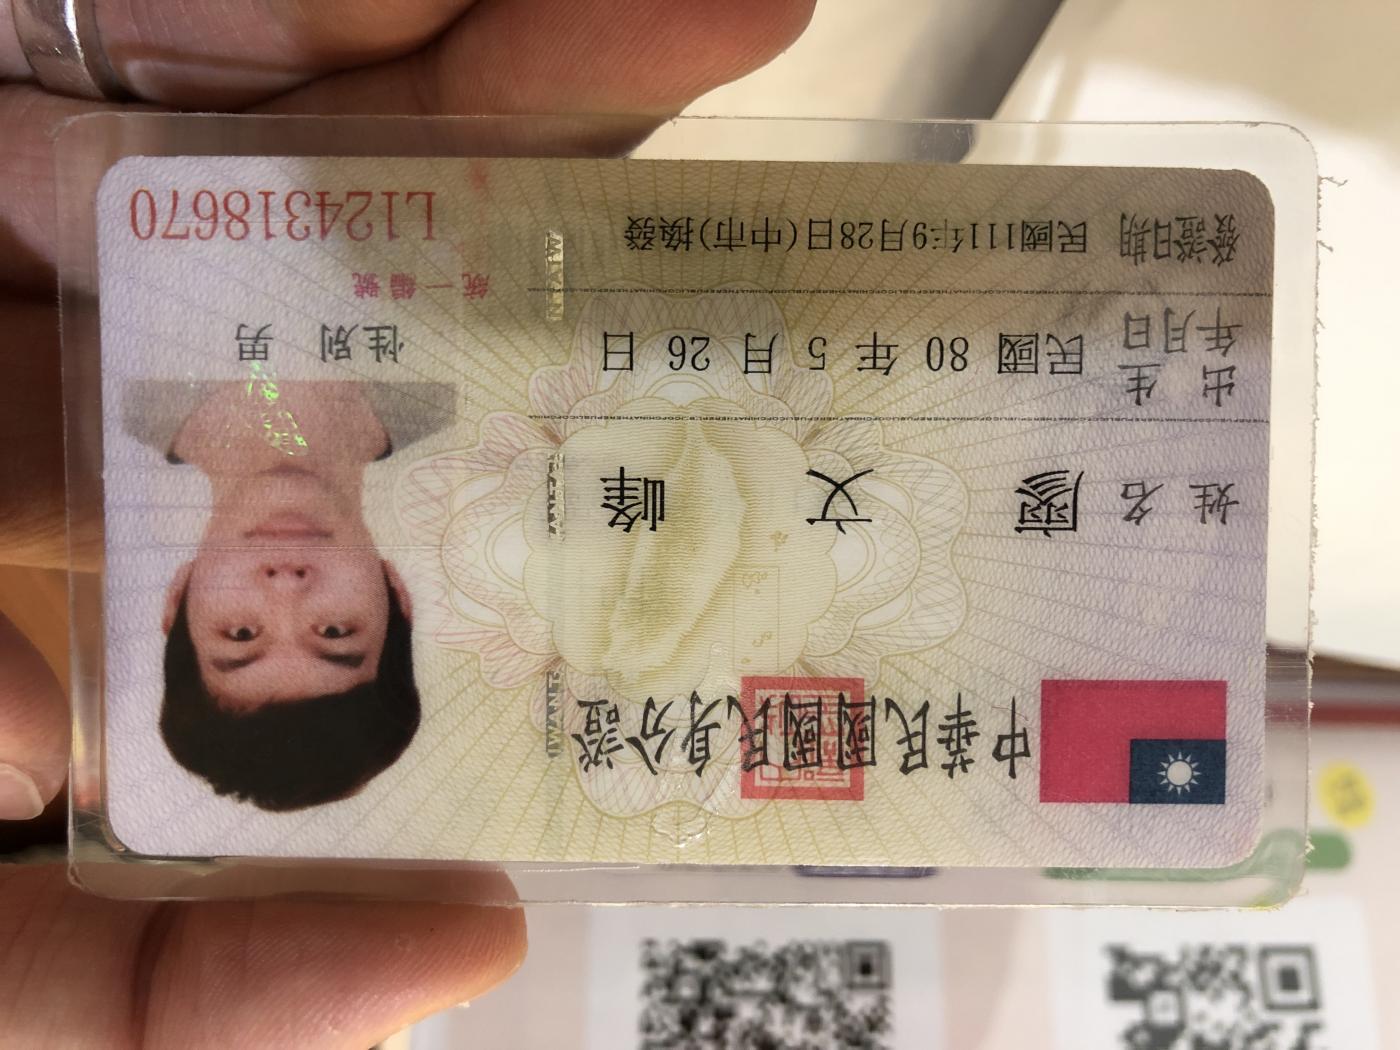 中華民國國民身分證
姓名 廖文峰
出生年月日 民國 80 年 5 月 26 日
性別 男
發證日期 民國111年9月28日(中市)換發
統一編號
L124318670